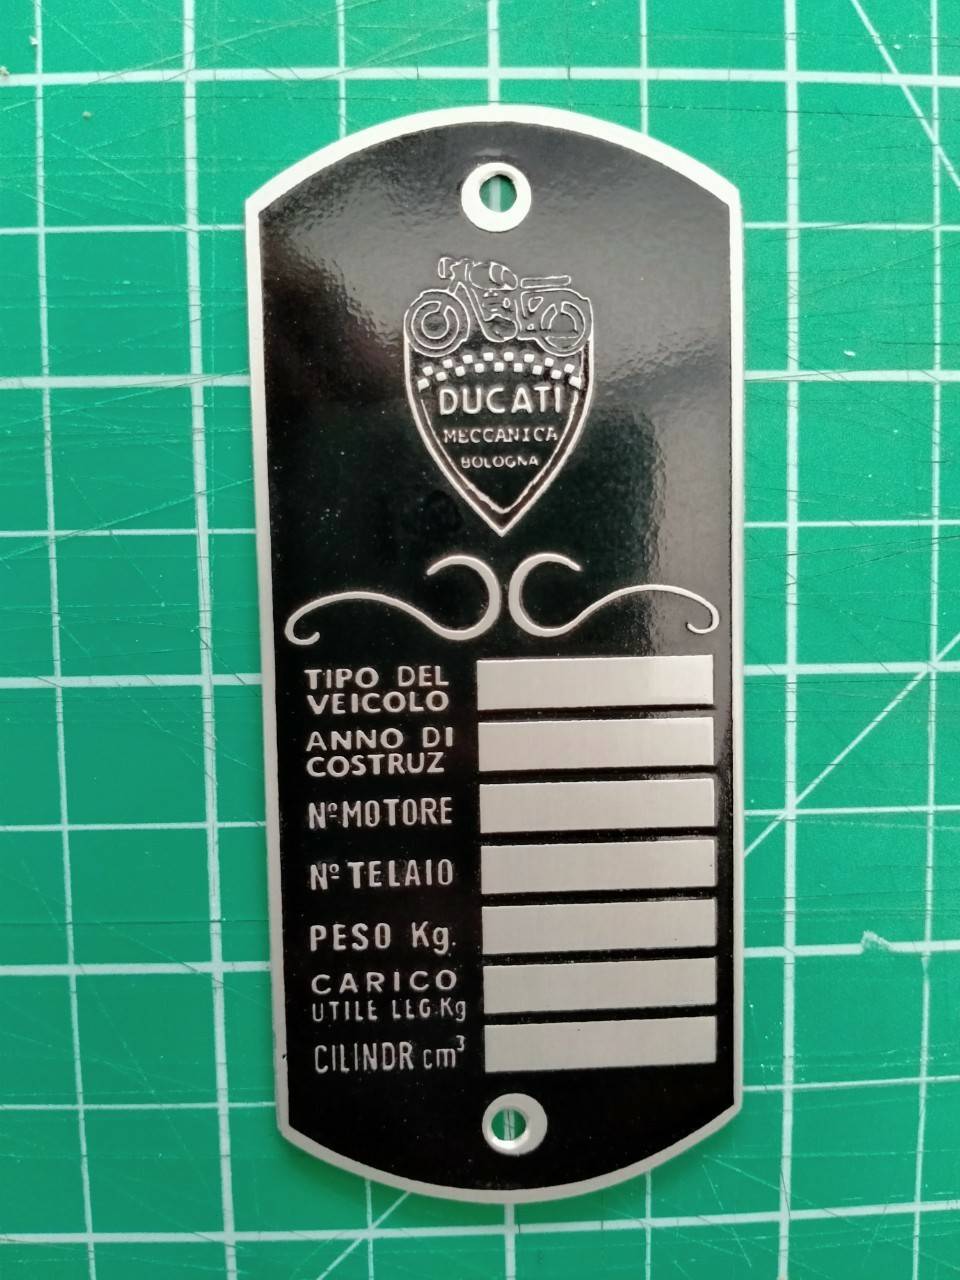 DUCATI
MECCANICA
BOLOGNA
TIPO DEL
VEICOLO
ANNO DI
COSTRUZ
Nº MOTORE
Nº TELAIO
PESO Kg.
CARICO
UTILE LEG.Kg
CILINDR cm³